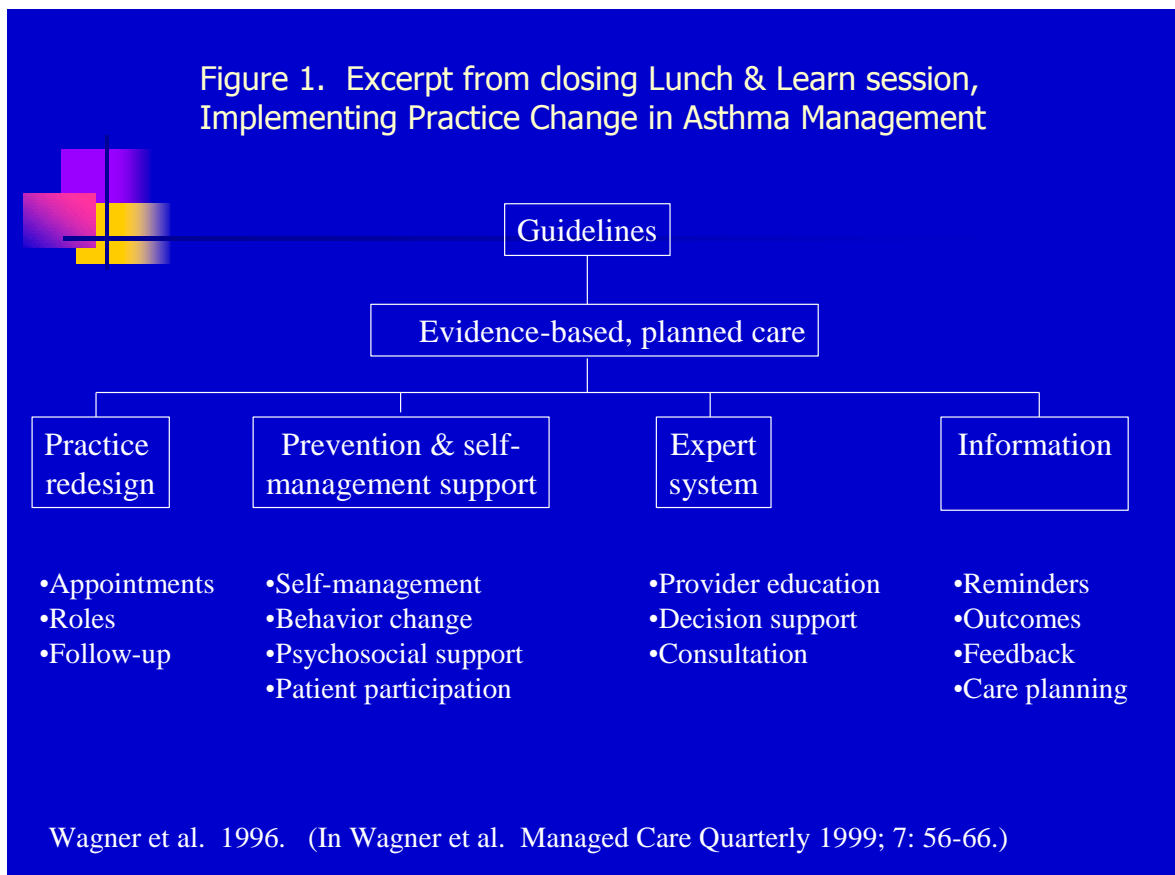 Figure 1.  Excerpt from closing Lunch & Learn session,
Implementing Practice Change in Asthma Management
Guidelines
Evidence-based, planned care
Practice
redesign
Prevention & self-
management support
Expert
system
Information
•Appointments
•Roles
•Follow-up
•Self-management
•Behavior change
•Psychosocial support
•Patient participation
•Provider education
•Decision support
•Consultation
•Reminders
•Outcomes
•Feedback
•Care planning
Wagner et al.  1996.   (In Wagner et al.  Managed Care Quarterly 1999; 7: 56-66.)